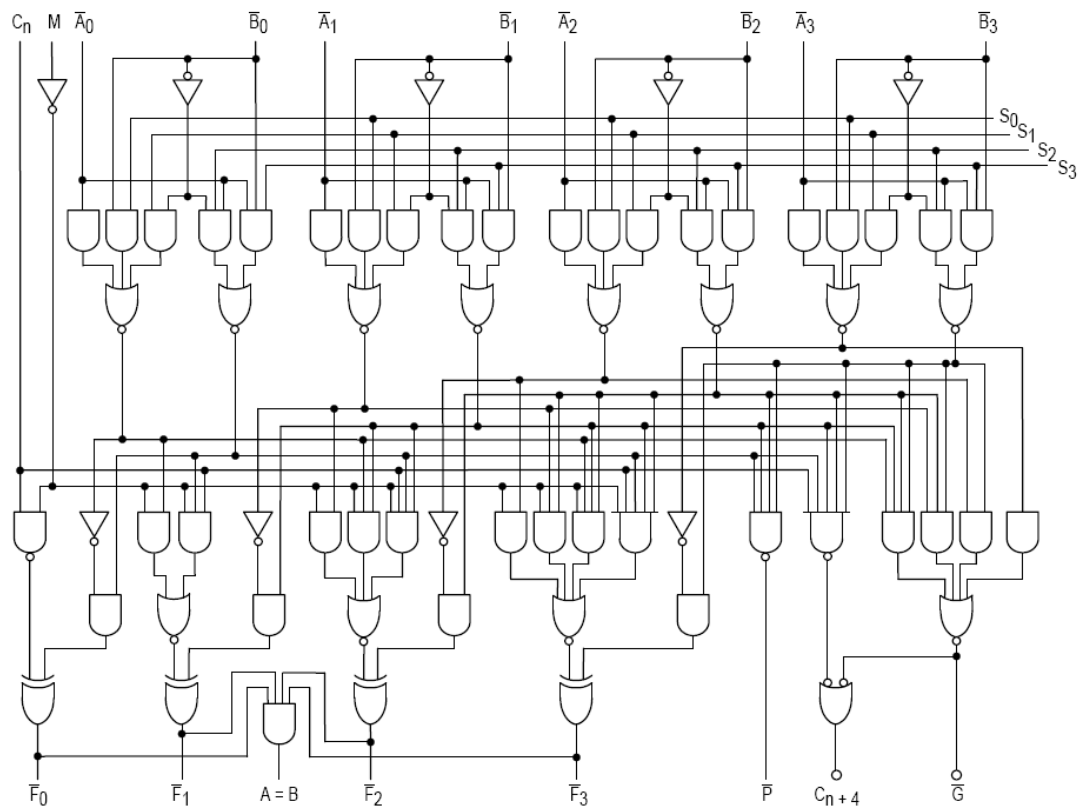 Cn M A̅0 B̅0 A̅1 B̅1 A̅2 B̅2 A̅3 B̅3
S0
S1
S2
S3
F̅0 F̅1 A = B F̅2 F̅3 P̅ Cn + 4 G̅